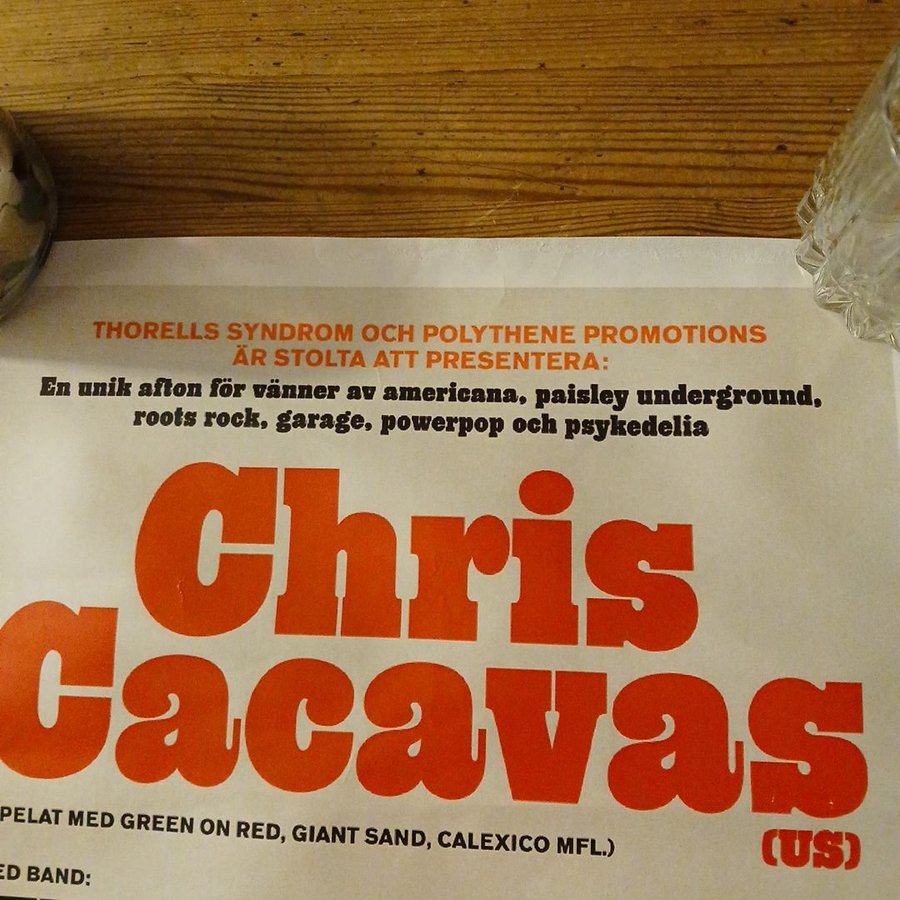 THORELLS SYNDROM OCH POLYTHENE PROMOTIONS
ÄR STOLTA ATT PRESENTERA:
En unik afton för vänner av americana, paisley underground,
roots rock, garage, powerpop och psykedelia
Chris
Cacavas
(US)
PELAT MED GREEN ON RED, GIANT SAND, CALEXICO MFL.)
ED BAND: